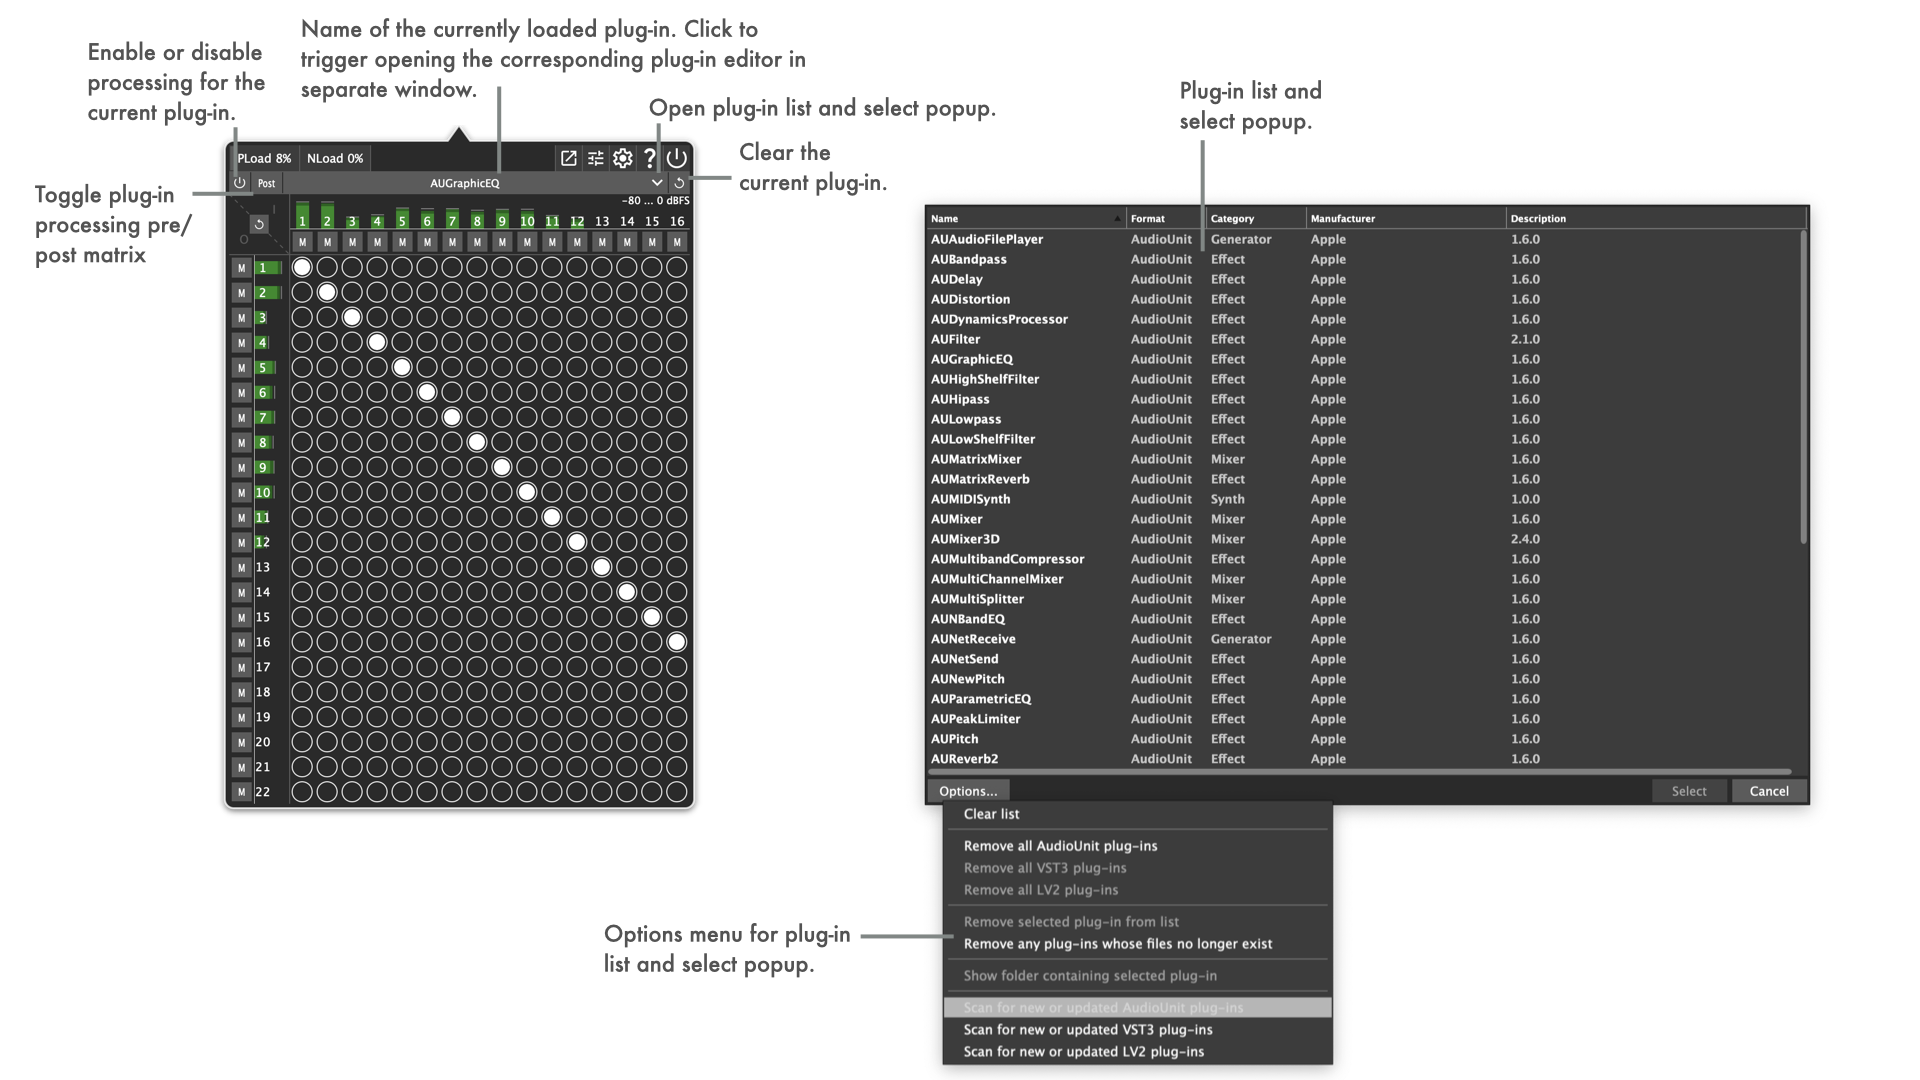 Name of the currently loaded plug-in. Click to
trigger opening the corresponding plug-in editor in
separate window.
Enable or disable
processing for the
current plug-in.
Open plug-in list and select popup.
Clear the
current plug-in.
Toggle plug-in
processing pre/
post matrix
Plug-in list and
select popup.
PLoad 8% NLoad 0% ?
Post AUGraphicEQ
-80 ... 0 dBFS
I
1 2 3 4 5 6 7 8 9 10 11 12 13 14 15 16
O
M M M M M M M M M M M M M M M M
M 1
M 2
M 3
M 4
M 5
M 6
M 7
M 8
M 9
M 10
M 11
M 12
M 13
M 14
M 15
M 16
M 17
M 18
M 19
M 20
M 21
M 22
Name Format Category Manufacturer Description
AUAudioFilePlayer AudioUnit Generator Apple 1.6.0
AUBandpass AudioUnit Effect Apple 1.6.0
AUDelay AudioUnit Effect Apple 1.6.0
AUDistortion AudioUnit Effect Apple 1.6.0
AUDynamicsProcessor AudioUnit Effect Apple 1.6.0
AUFilter AudioUnit Effect Apple 2.1.0
AUGraphicEQ AudioUnit Effect Apple 1.6.0
AUHighShelfFilter AudioUnit Effect Apple 1.6.0
AUHipass AudioUnit Effect Apple 1.6.0
AULowpass AudioUnit Effect Apple 1.6.0
AULowShelfFilter AudioUnit Effect Apple 1.6.0
AUMatrixMixer AudioUnit Mixer Apple 1.6.0
AUMatrixReverb AudioUnit Effect Apple 1.6.0
AUMIDISynth AudioUnit Synth Apple 1.0.0
AUMixer AudioUnit Mixer Apple 1.6.0
AUMixer3D AudioUnit Mixer Apple 2.4.0
AUMultibandCompressor AudioUnit Effect Apple 1.6.0
AUMultiChannelMixer AudioUnit Mixer Apple 1.6.0
AUMultiSplitter AudioUnit Mixer Apple 1.6.0
AUNBandEQ AudioUnit Effect Apple 1.6.0
AUNetReceive AudioUnit Generator Apple 1.6.0
AUNetSend AudioUnit Effect Apple 1.6.0
AUNewPitch AudioUnit Effect Apple 1.6.0
AUParametricEQ AudioUnit Effect Apple 1.6.0
AUPeakLimiter AudioUnit Effect Apple 1.6.0
AUPitch AudioUnit Effect Apple 1.6.0
AUReverb2 AudioUnit Effect Apple 1.6.0
Options... Select Cancel
Clear list
Remove all AudioUnit plug-ins
Remove all VST3 plug-ins
Remove all LV2 plug-ins
Remove selected plug-in from list
Remove any plug-ins whose files no longer exist
Show folder containing selected plug-in
Scan for new or updated AudioUnit plug-ins
Scan for new or updated VST3 plug-ins
Scan for new or updated LV2 plug-ins
Options menu for plug-in
list and select popup.